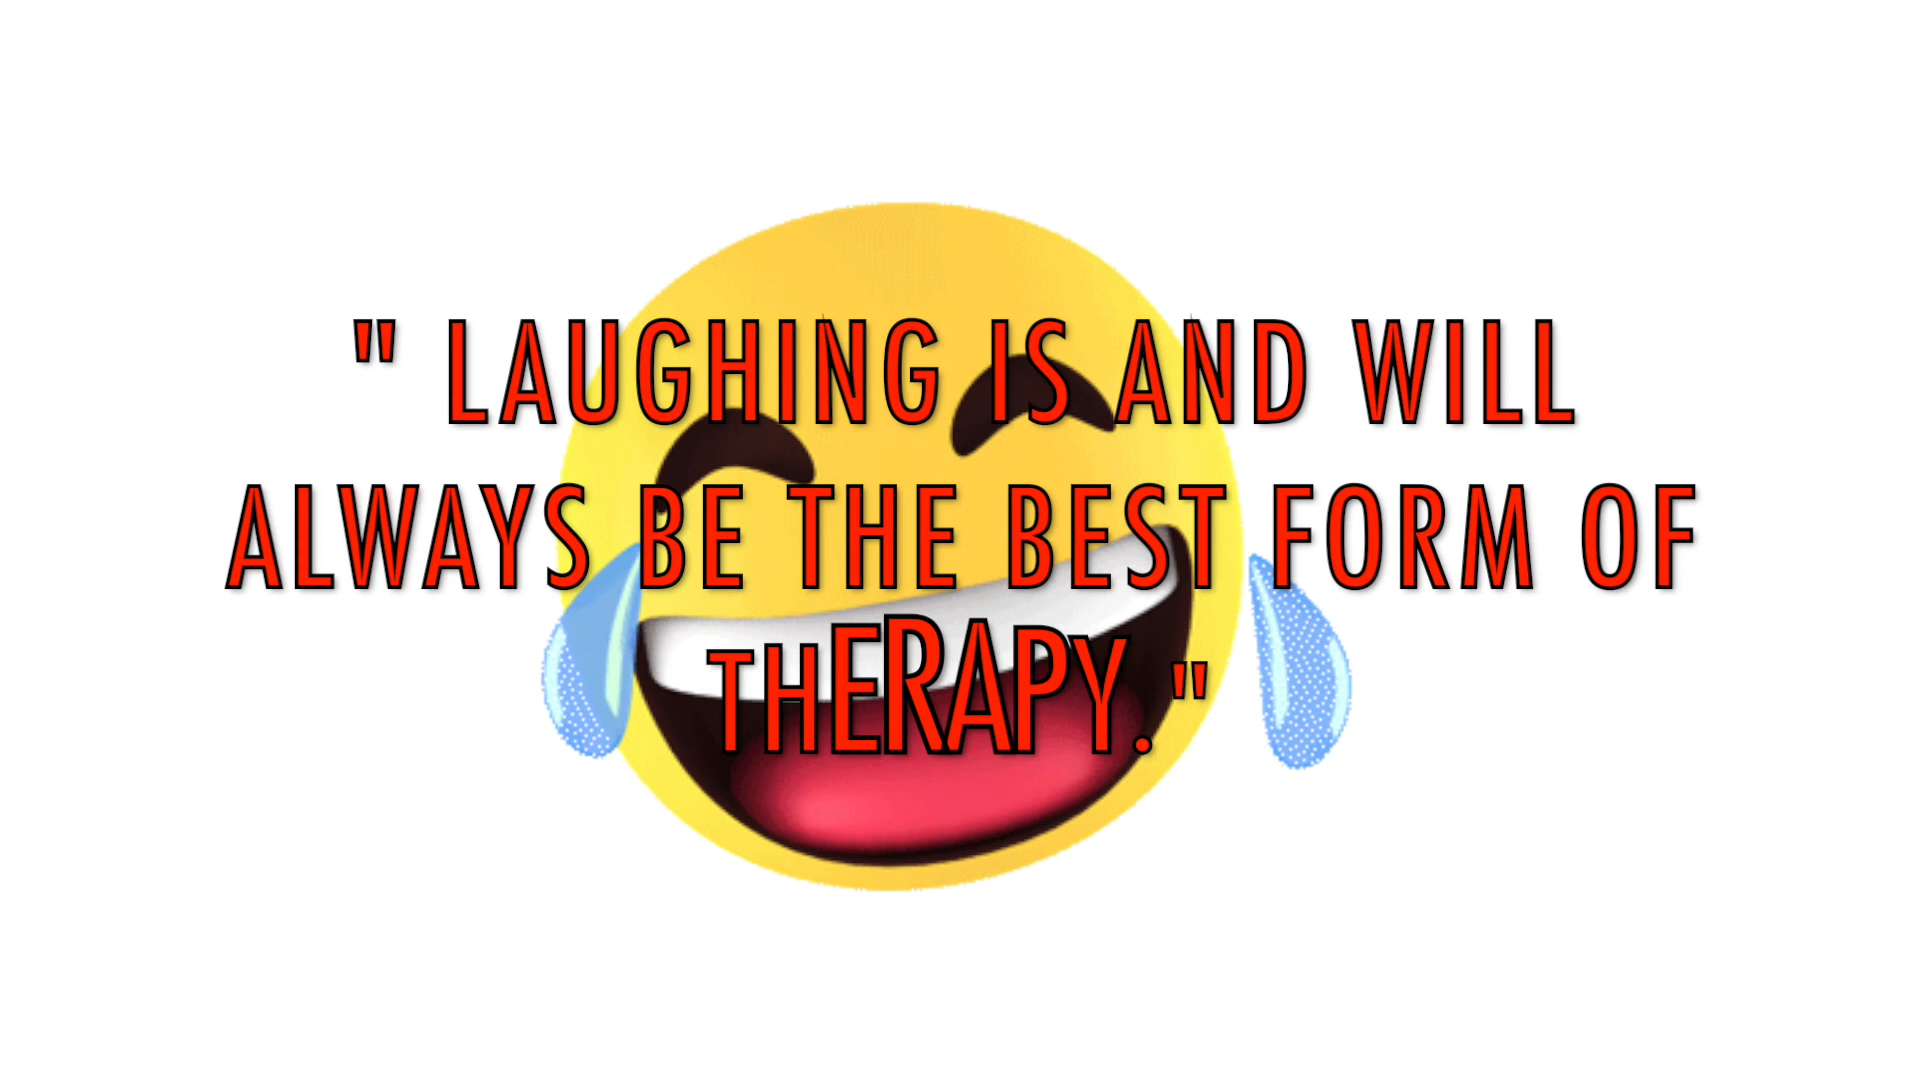 " LAUGHING IS AND WILL
ALWAYS BE THE BEST FORM OF
THERAPY."